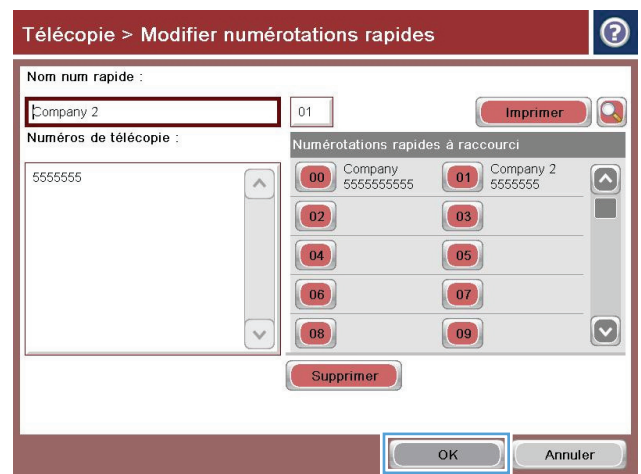 Télécopie > Modifier numérotations rapides
?
Nom num rapide :
Company 2
01
Imprimer
Numéros de télécopie :
5555555
Numérotations rapides à raccourci
00 Company 5555555555
01 Company 2 5555555
02
03
04
05
06
07
08
09
Supprimer
OK
Annuler